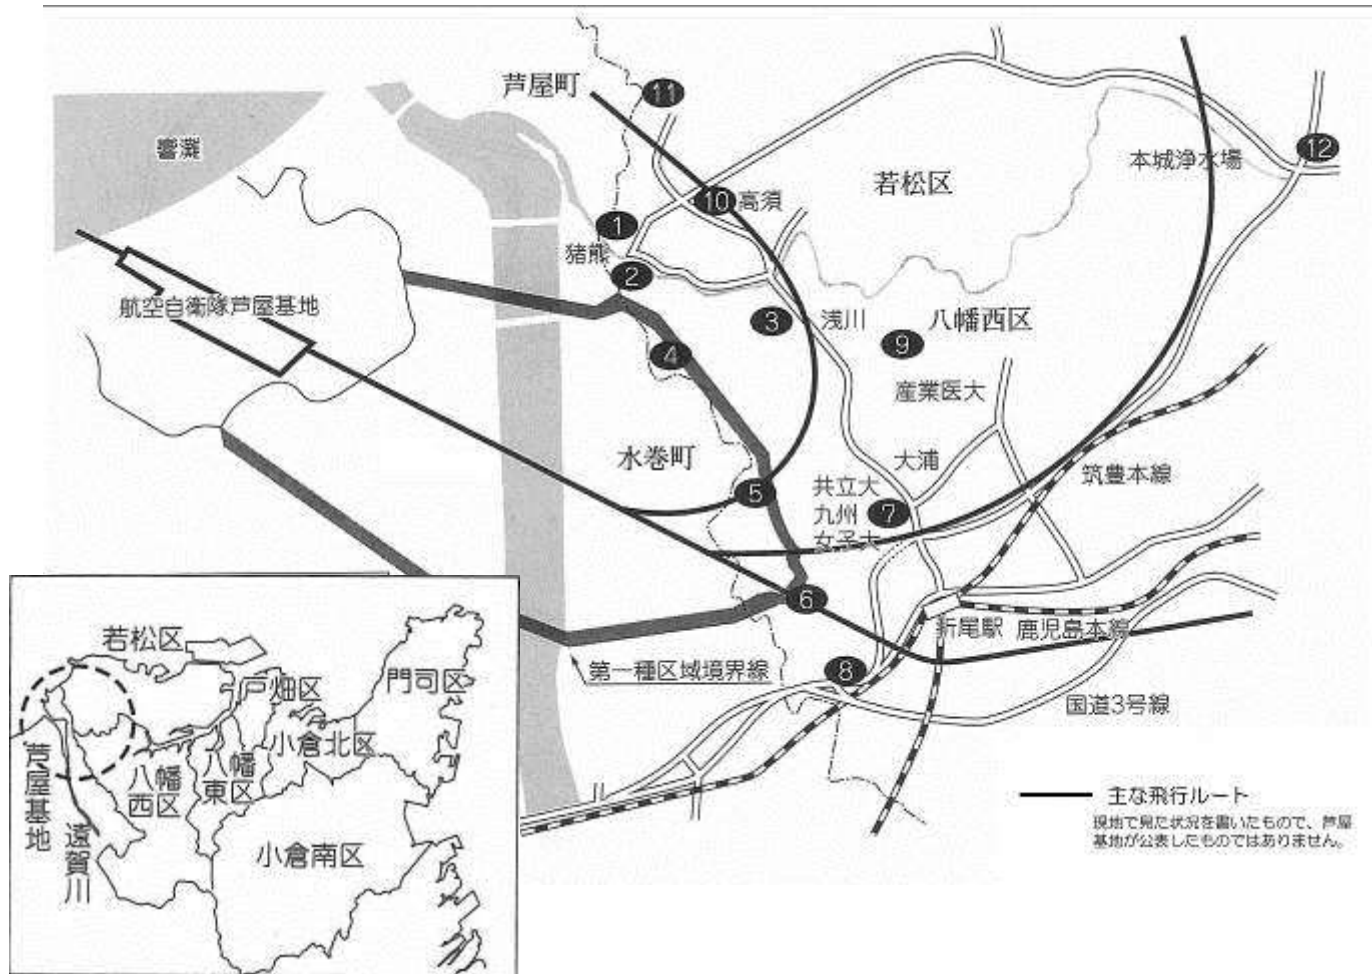 芦屋町
11
響灘
本城浄水場
12
若松区
10
高須
1
猪熊
2
航空自衛隊芦屋基地
3
浅川
八幡西区
4
9
産業医大
水巻町
大浦
筑豊本線
5
共立大
九州
女子大
7
6
折尾駅
鹿児島本線
第一種区域境界線
8
国道3号線
主な飛行ルート
現地で見た状況を書いたもので、芦屋
基地が公表したものではありません。
若松区
戸畑区
門司区
小倉北区
八幡
西区
八幡
東区
芦屋基地
遠賀川
小倉南区